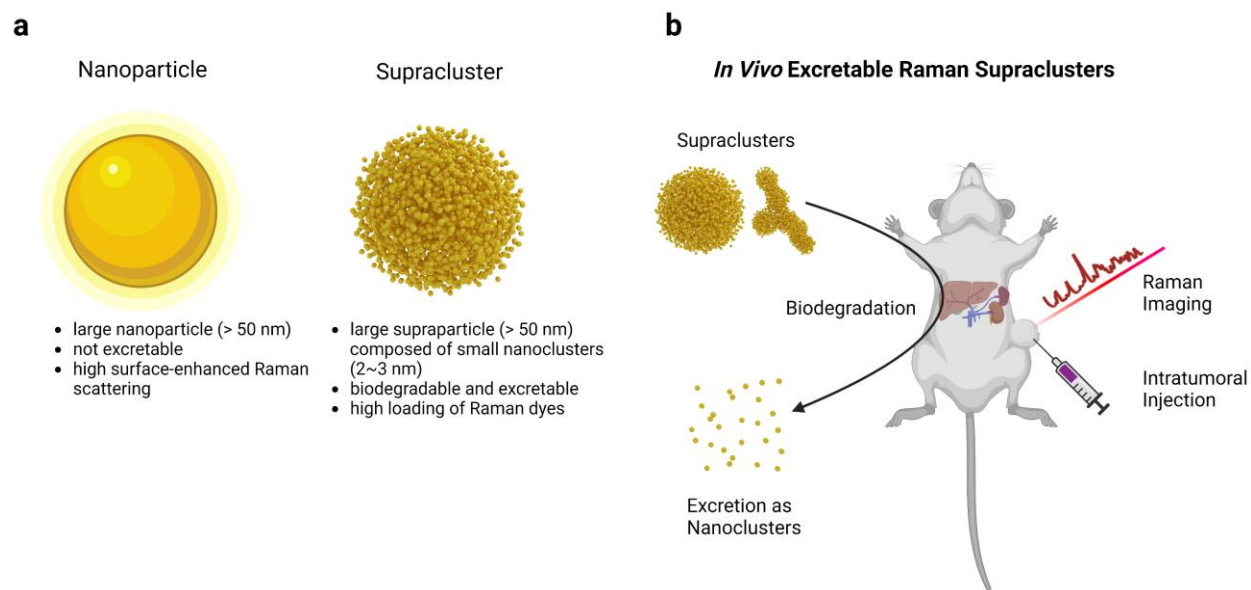 a
Nanoparticle
• large nanoparticle (> 50 nm)
• not excretable
• high surface-enhanced Raman
scattering
Supracluster
• large supraparticle (> 50 nm)
composed of small nanoclusters
(2~3 nm)
• biodegradable and excretable
• high loading of Raman dyes
b
In Vivo Excretable Raman Supraclusters
Supraclusters
Biodegradation
Excretion as
Nanoclusters
Raman
Imaging
Intratumoral
Injection